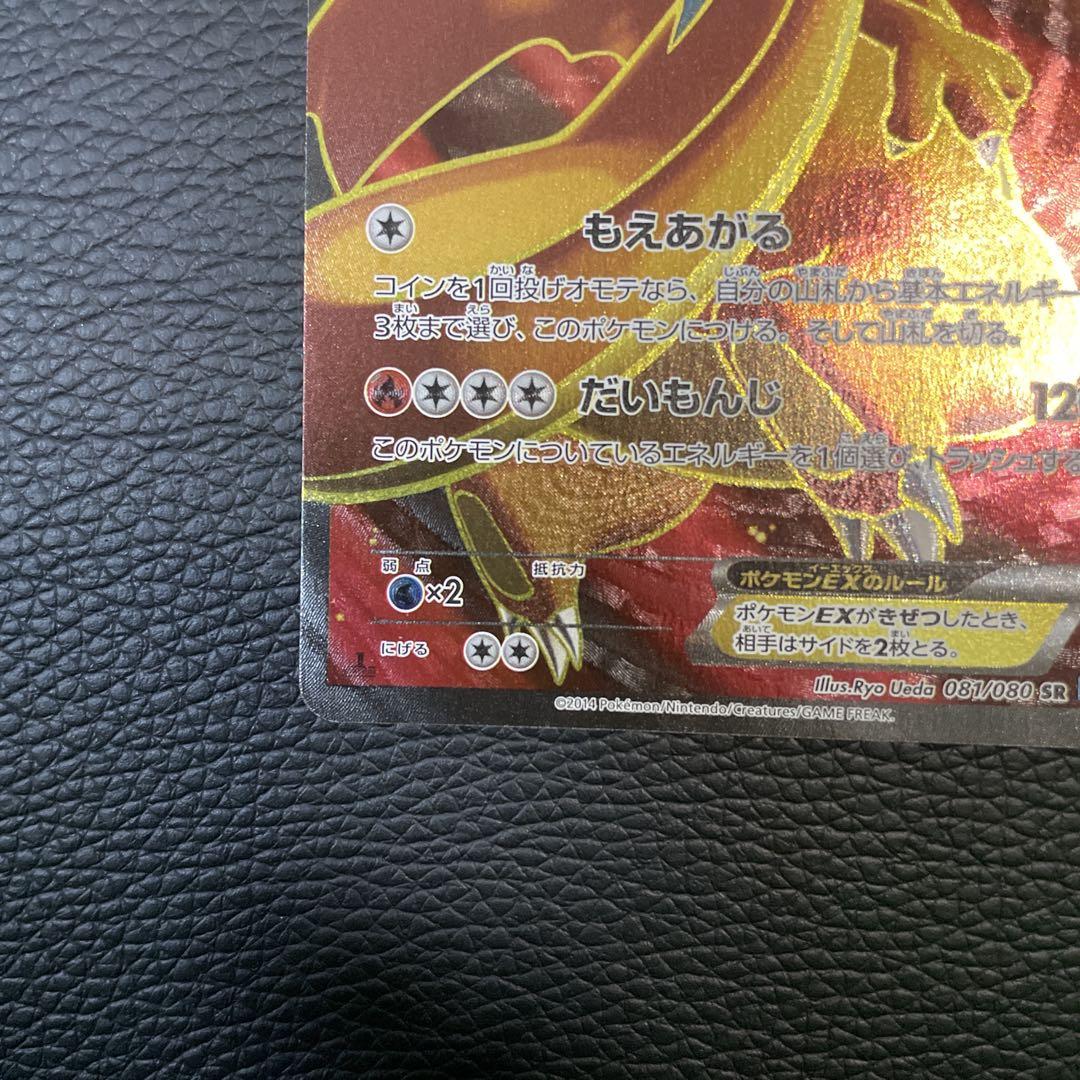 もえあがる
コインを1回投げオモテなら、自分の山札から基本エネルギー
3枚まで選び、このポケモンにつける。そして山札を切る。
だいもんじ 12
このポケモンについているエネルギーを1個選び、トラッシュする
弱点 抵抗力
×2
にげる
ポケモンEXのルール
ポケモンEXがきぜつしたとき、
相手はサイドを2枚とる。
Illus.Ryo Ueda 081/080 SR
©2014 Pokémon/Nintendo/Creatures/GAME FREAK.